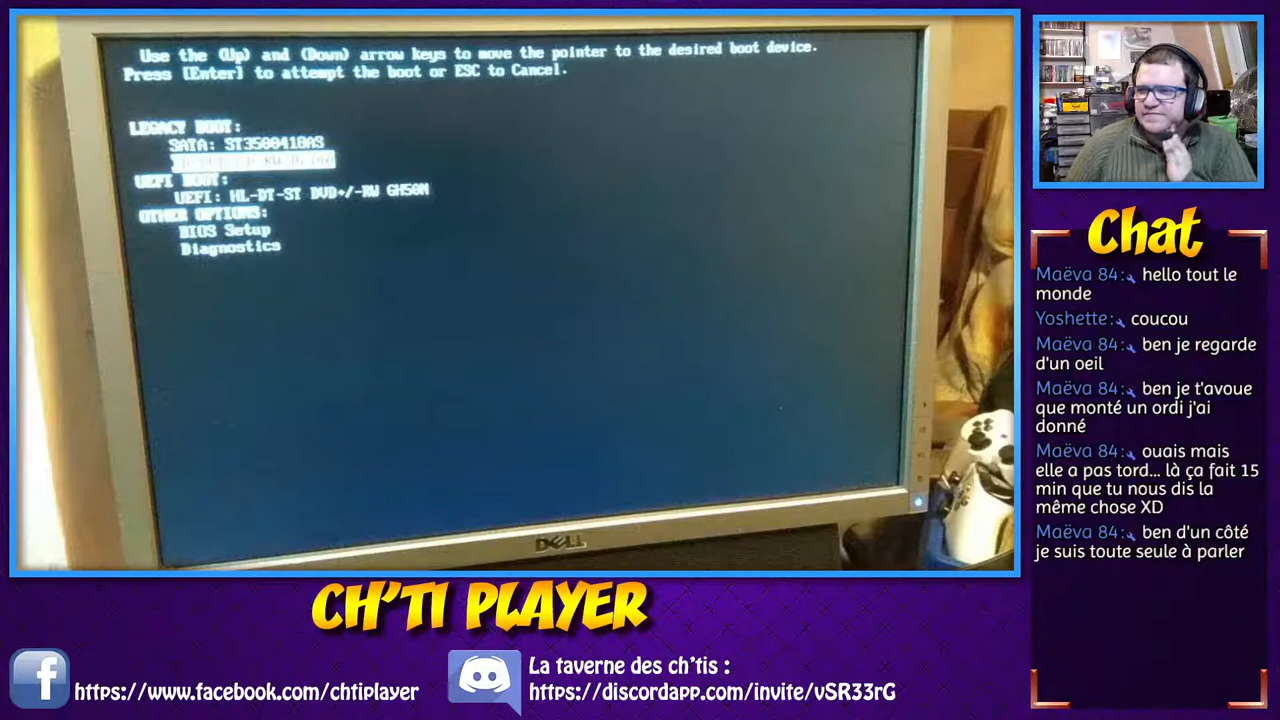 Use the (Up) and (Down) arrow keys to move the pointer to the desired boot device.
Press [Enter] to attempt the boot or ESC to Cancel.
LEGACY BOOT:
SATA: ST3500418AS
UEFI BOOT:
UEFI: HL-DT-ST DVD+/-RW GH50N
OTHER OPTIONS:
BIOS Setup
Diagnostics
DELL
Chat
Maëva 84: hello tout le
monde
Yoshette: coucou
Maëva 84: ben je regarde
d'un oeil
Maëva 84: ben je t'avoue
que monté un ordi j'ai
donné
Maëva 84: ouais mais
elle a pas tord... là ça fait 15
min que tu nous dis la
même chose XD
Maëva 84: ben d'un côté
je suis toute seule à parler
CH'TI PLAYER
https://www.facebook.com/chtiplayer
La taverne des ch'tis :
https://discordapp.com/invite/vSR33rG